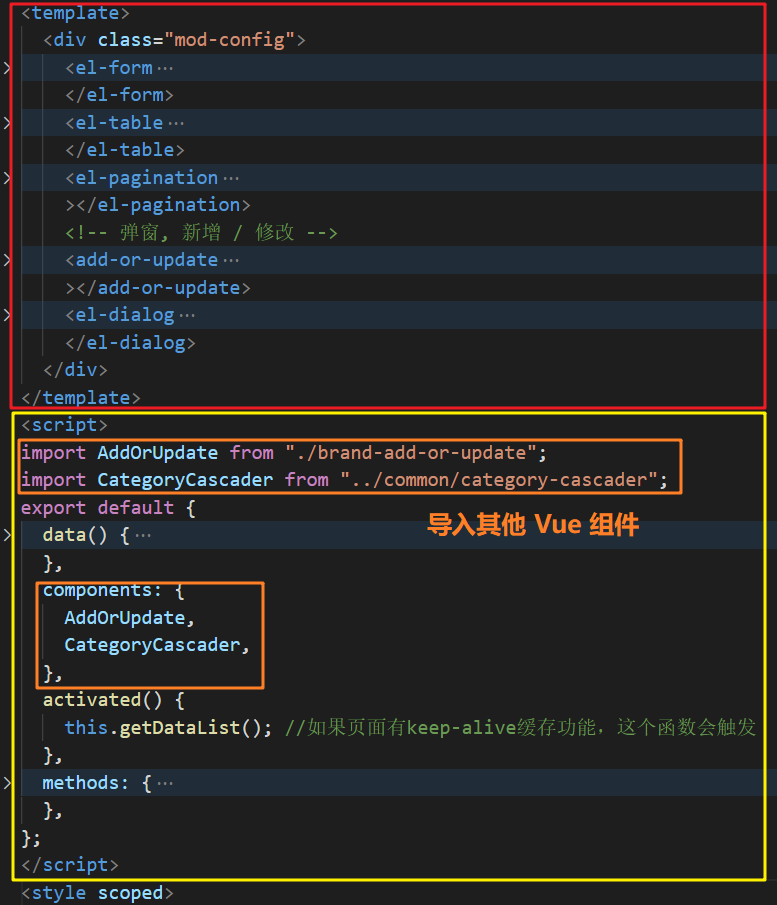 <template>
<div class="mod-config">
<el-form···
</el-form>
<el-table···
</el-table>
<el-pagination···
></el-pagination>
<!-- 弹窗, 新增 / 修改 -->
<add-or-update···
></add-or-update>
<el-dialog···
</el-dialog>
</div>
</template>
<script>
import AddOrUpdate from "./brand-add-or-update";
import CategoryCascader from "../common/category-cascader";
export default {
导入其他 Vue 组件
data() {···
},
components: {
AddOrUpdate,
CategoryCascader,
},
activated() {
this.getDataList(); //如果页面有keep-alive缓存功能，这个函数会触发
},
methods: {···
},
};
</script>
<style scoped>